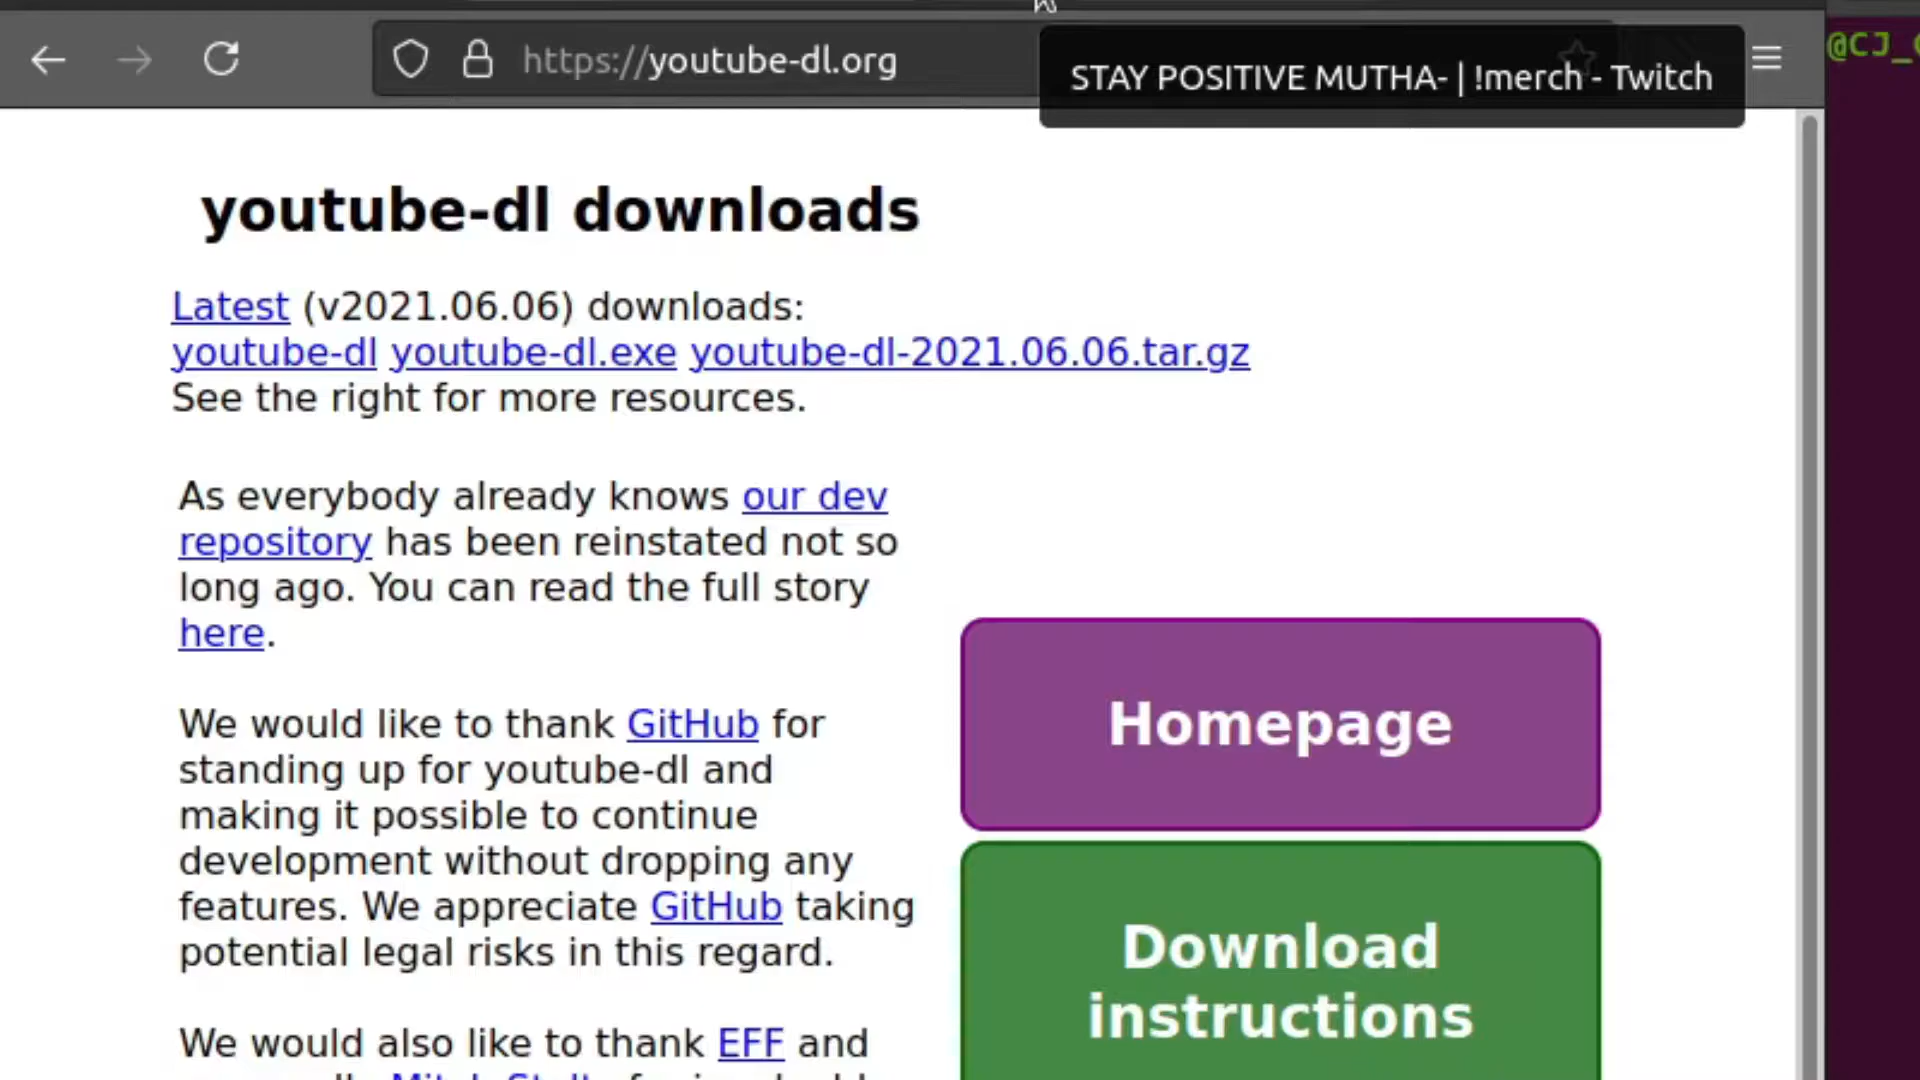 https://youtube-dl.org
STAY POSITIVE MUTHA- | !merch - Twitch
@CJ_
youtube-dl downloads
Latest (v2021.06.06) downloads:
youtube-dl youtube-dl.exe youtube-dl-2021.06.06.tar.gz
See the right for more resources.
As everybody already knows our dev
repository has been reinstated not so
long ago. You can read the full story
here.
We would like to thank GitHub for
standing up for youtube-dl and
making it possible to continue
development without dropping any
features. We appreciate GitHub taking
potential legal risks in this regard.
We would also like to thank EFF and
Homepage
Download
instructions